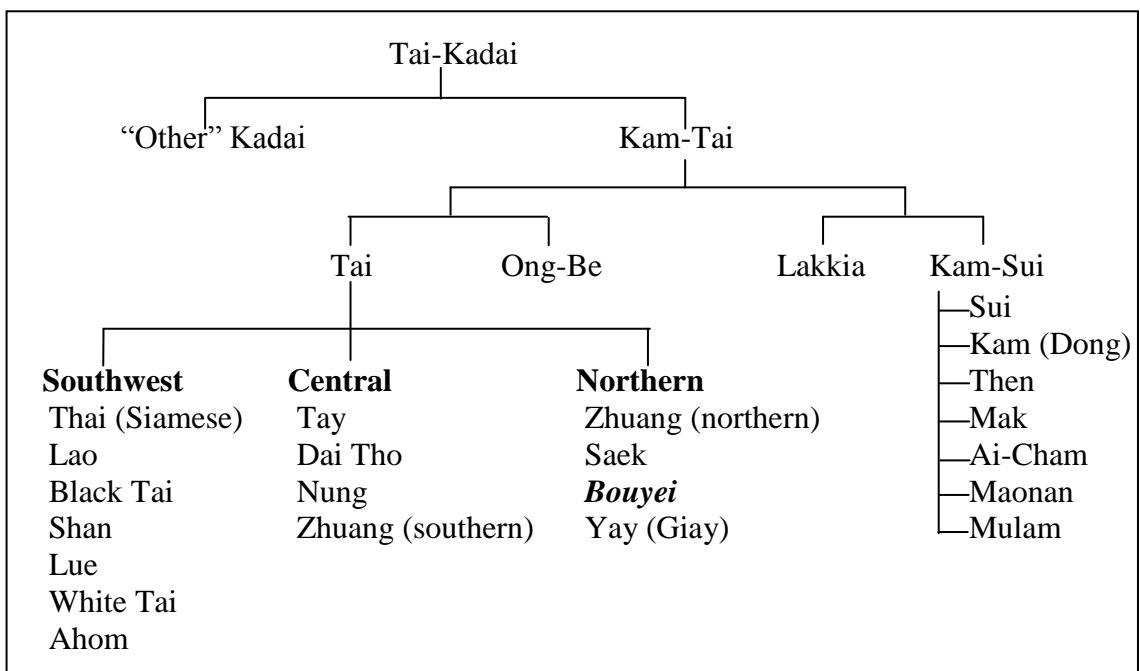 Tai-Kadai
“Other” Kadai
Kam-Tai
Tai
Ong-Be
Lakkia
Kam-Sui
Southwest
Thai (Siamese)
Lao
Black Tai
Shan
Lue
White Tai
Ahom
Central
Tay
Dai Tho
Nung
Zhuang (southern)
Northern
Zhuang (northern)
Saek
Bouyei
Yay (Giay)
Sui
Kam (Dong)
Then
Mak
Ai-Cham
Maonan
Mulam